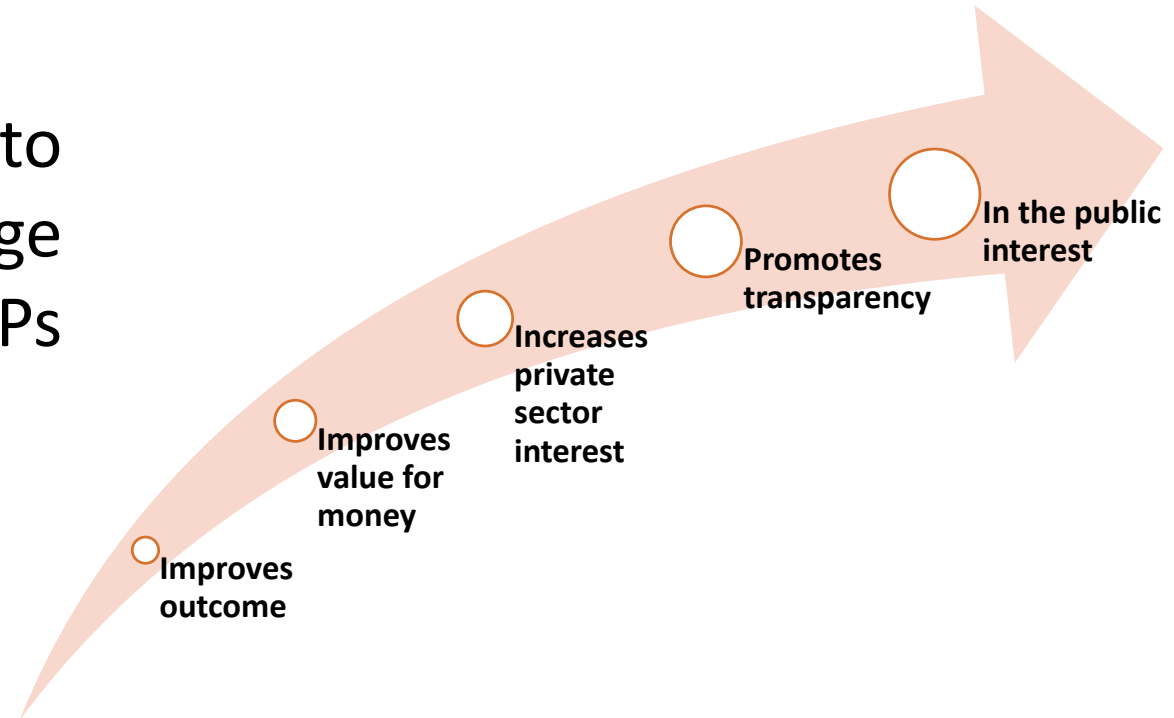 to
ge
Ps
In the public
interest
Promotes
transparency
Increases
private
sector
interest
Improves
value for
money
Improves
outcome